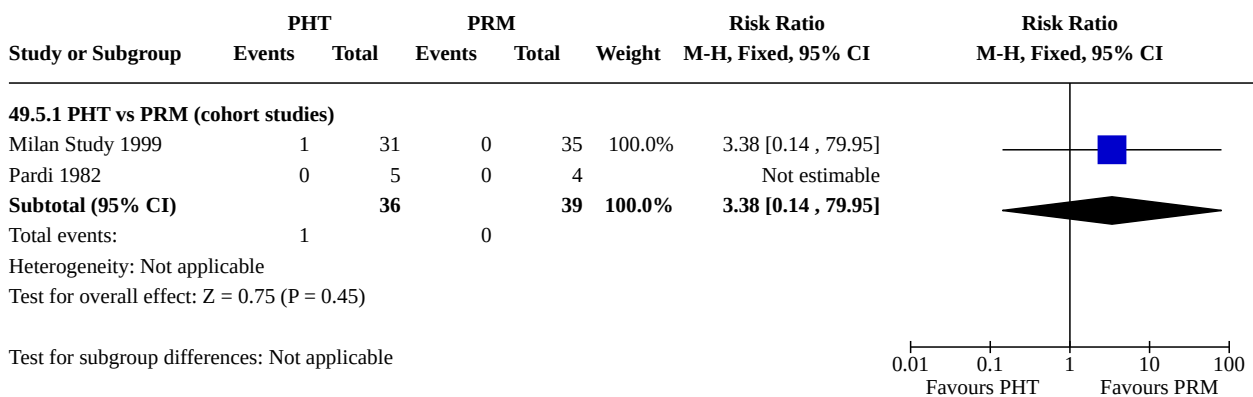 PHT PRM Risk Ratio Risk Ratio
Study or Subgroup Events Total Events Total Weight M-H, Fixed, 95% CI M-H, Fixed, 95% CI
49.5.1 PHT vs PRM (cohort studies)
Milan Study 1999 1 31 0 35 100.0% 3.38 [0.14 , 79.95]
Pardi 1982 0 5 0 4 Not estimable
Subtotal (95% CI) 36 39 100.0% 3.38 [0.14 , 79.95]
Total events: 1 0
Heterogeneity: Not applicable
Test for overall effect: Z = 0.75 (P = 0.45)
Test for subgroup differences: Not applicable
0.01 0.1 1 10 100
Favours PHT Favours PRM